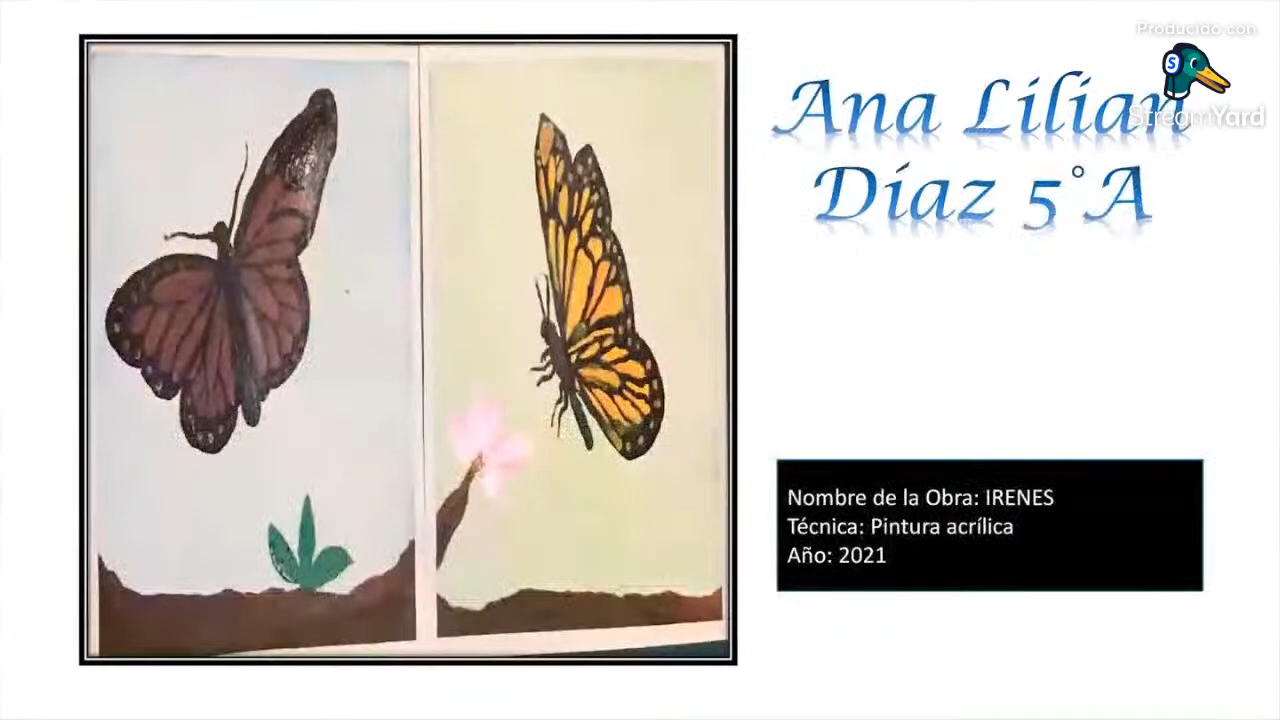 Producido con
StreamYard
Ana Lilian
Díaz 5°A
Nombre de la Obra: IRENES
Técnica: Pintura acrílica
Año: 2021